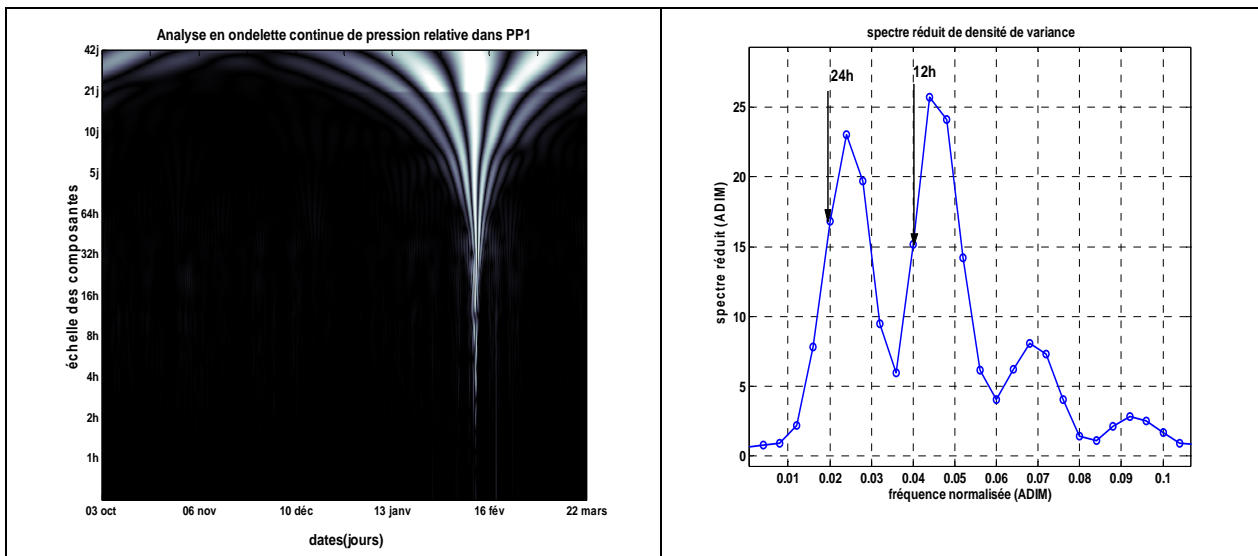 Analyse en ondelette continue de pression relative dans PP1
échelle des composantes
42j
21j
10j
5j
64h
32h
16h
8h
4h
2h
1h
03 oct 06 nov 10 déc 13 janv 16 fév 22 mars
dates(jours)
spectre réduit de densité de variance
24h 12h
spectre réduit (ADIM)
25
20
15
10
5
0
0.01 0.02 0.03 0.04 0.05 0.06 0.07 0.08 0.09 0.1
fréquence normalisée (ADIM)